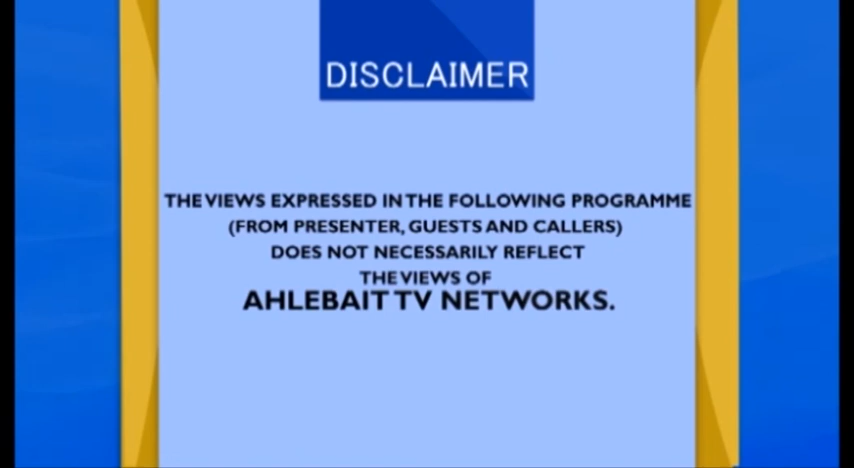 DISCLAIMER
THE VIEWS EXPRESSED IN THE FOLLOWING PROGRAMME
(FROM PRESENTER, GUESTS AND CALLERS)
DOES NOT NECESSARILY REFLECT
THE VIEWS OF
AHLEBAIT TV NETWORKS.